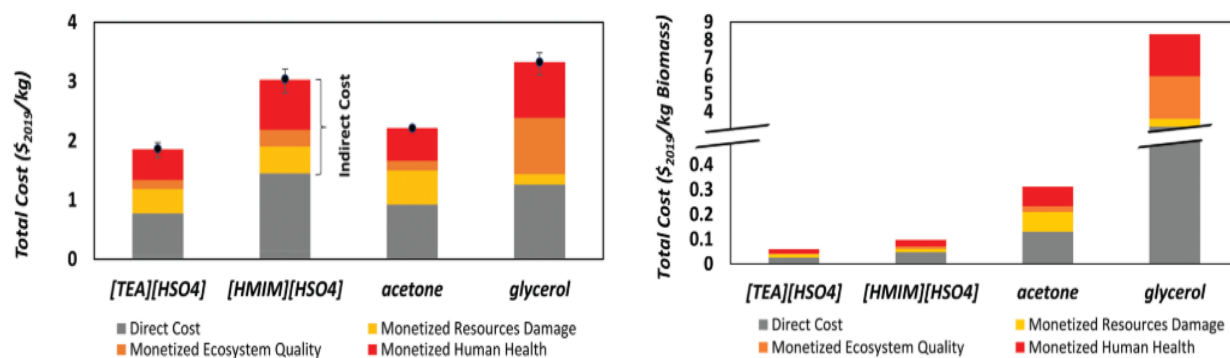 Total Cost ($2019/kg)
4
3
2
1
0
Indirect Cost
[TEA][HSO4] [HMIM][HSO4] acetone glycerol
Direct Cost Monetized Resources Damage
Monetized Ecosystem Quality Monetized Human Health
Total Cost ($2019/kg Biomass)
9
8
7
6
5
4
0.4
0.3
0.2
0.1
0
[TEA][HSO4] [HMIM][HSO4] acetone glycerol
Direct Cost Monetized Resources Damage
Monetized Ecosystem Quality Monetized Human Health